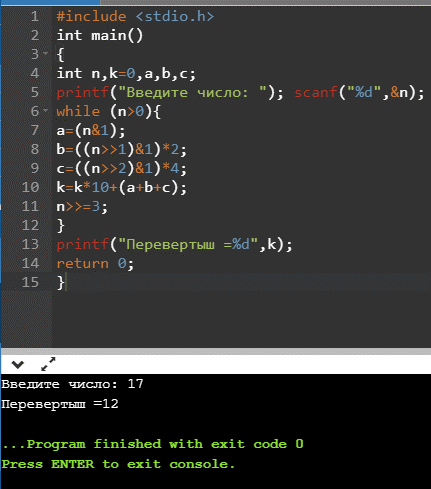 1 #include <stdio.h>
2 int main()
3 {
4 int n,k=0,a,b,c;
5 printf("Введите число: "); scanf("%d",&n);
6 while (n>0){
7 a=(n&1);
8 b=((n>>1)&1)*2;
9 c=((n>>2)&1)*4;
10 k=k*10+(a+b+c);
11 n>>=3;
12 }
13 printf("Перевертыш =%d",k);
14 return 0;
15 }
Введите число: 17
Перевертыш =12
...Program finished with exit code 0
Press ENTER to exit console.